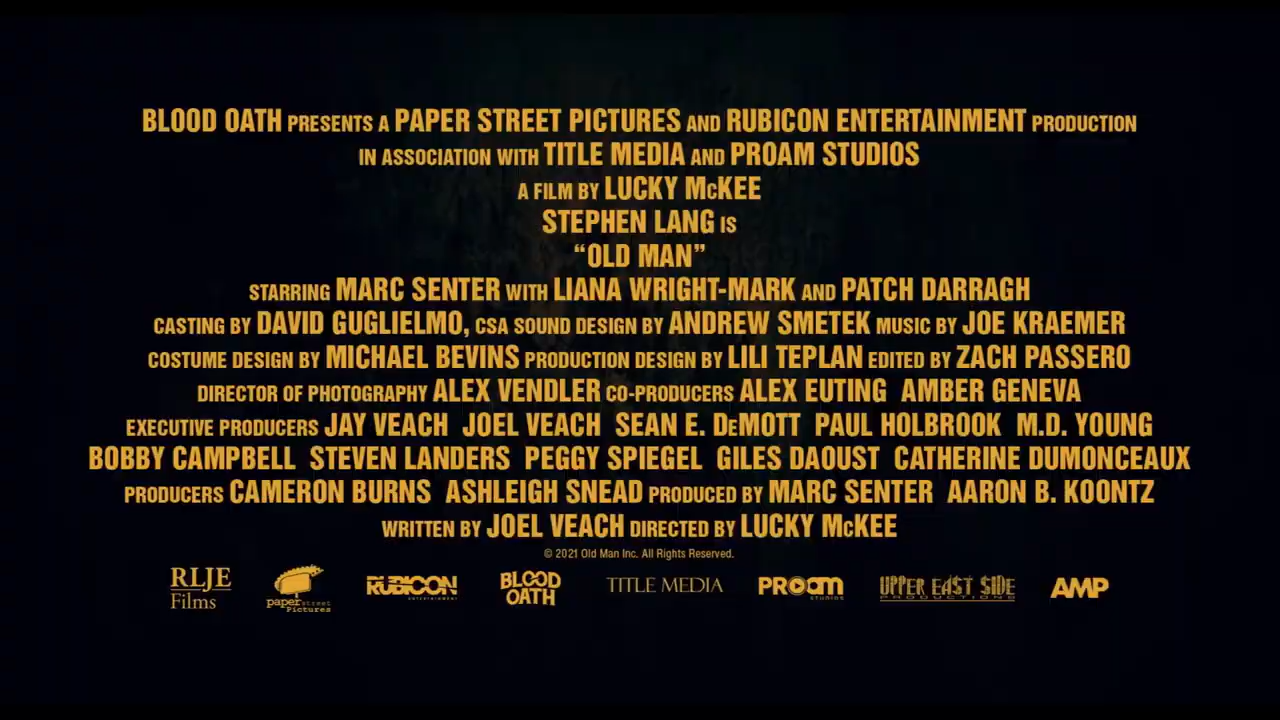 BLOOD OATH PRESENTS A PAPER STREET PICTURES AND RUBICON ENTERTAINMENT PRODUCTION
IN ASSOCIATION WITH TITLE MEDIA AND PROAM STUDIOS
A FILM BY LUCKY McKEE
STEPHEN LANG IS
“OLD MAN”
STARRING MARC SENTER WITH LIANA WRIGHT-MARK AND PATCH DARRAGH
CASTING BY DAVID GUGLIELMO, CSA SOUND DESIGN BY ANDREW SMETEK MUSIC BY JOE KRAEMER
COSTUME DESIGN BY MICHAEL BEVINS PRODUCTION DESIGN BY LILI TEPLAN EDITED BY ZACH PASSERO
DIRECTOR OF PHOTOGRAPHY ALEX VENDLER CO-PRODUCERS ALEX EUTING AMBER GENEVA
EXECUTIVE PRODUCERS JAY VEACH JOEL VEACH SEAN E. DeMOTT PAUL HOLBROOK M.D. YOUNG
BOBBY CAMPBELL STEVEN LANDERS PEGGY SPIEGEL GILES DAOUST CATHERINE DUMONCEAUX
PRODUCERS CAMERON BURNS ASHLEIGH SNEAD PRODUCED BY MARC SENTER AARON B. KOONTZ
WRITTEN BY JOEL VEACH DIRECTED BY LUCKY McKEE
© 2021 Old Man Inc. All Rights Reserved.
RLJE Films
paper street Pictures
RUBICON ENTERTAINMENT
BLOOD OATH
TITLE MEDIA
PROAM STUDIOS
UPPER EAST SIDE PRODUCTIONS
AMP